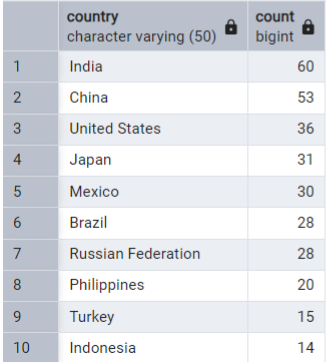 country count
character varying (50) bigint
1 India 60
2 China 53
3 United States 36
4 Japan 31
5 Mexico 30
6 Brazil 28
7 Russian Federation 28
8 Philippines 20
9 Turkey 15
10 Indonesia 14